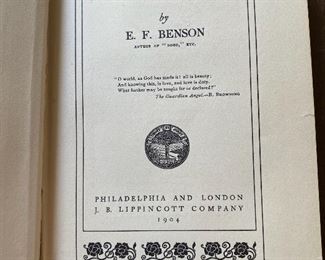 by
E. F. BENSON
AUTHOR OF "DODO," ETC.
"O world, as God has made it! all is beauty:
And knowing this, is love, and love is duty.
What further may be sought for or declared?"
The Guardian Angel.—R. BROWNING
PHILADELPHIA AND LONDON
J. B. LIPPINCOTT COMPANY
1904